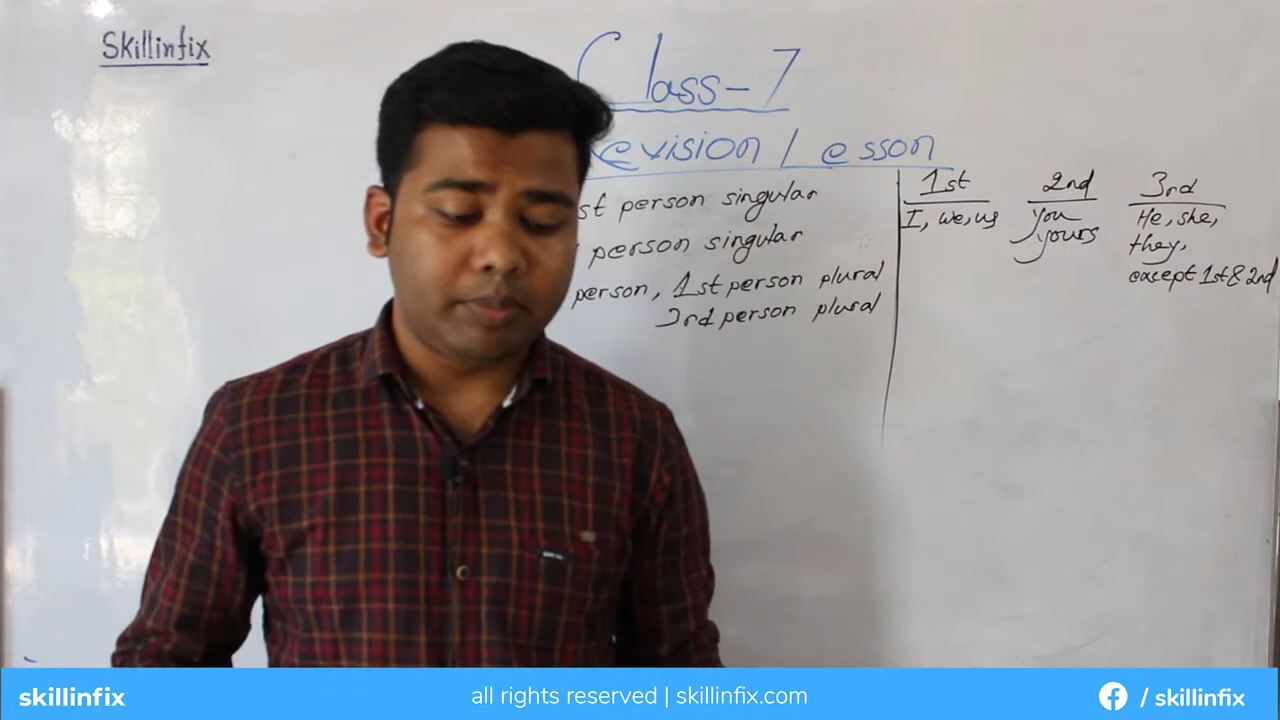 Skillinfix
Class-7
evision Lesson
st person singular
person singular
person, 1st person plural
3rd person plural
1st
I, we, us
2nd
You
yours
3rd
He, she,
they,
except 1st & 2nd
skillinfix
all rights reserved | skillinfix.com
/ skillinfix